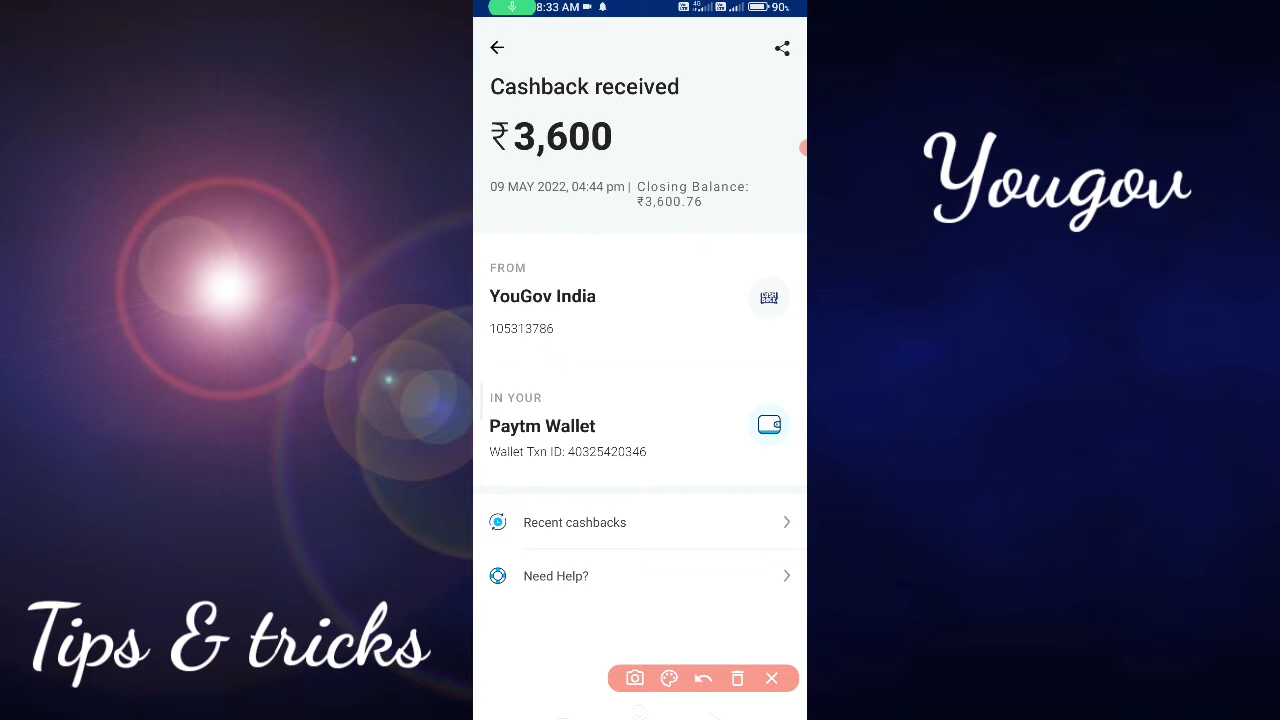 8:33 AM
4G
90%
Cashback received
₹3,600
09 MAY 2022, 04:44 pm | Closing Balance:
₹3,600.76
FROM
YouGov India
105313786
IN YOUR
Paytm Wallet
Wallet Txn ID: 40325420346
Recent cashbacks
Need Help?
Yougov
Tips & tricks